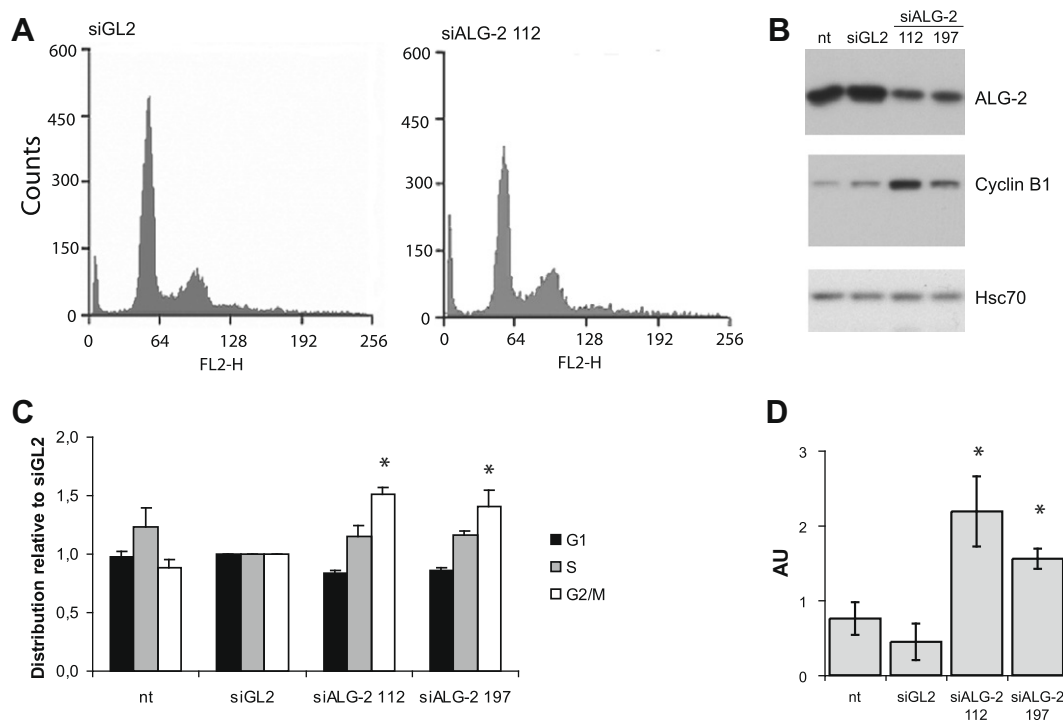 A
siGL2
600
450
300
150
0
Counts
0 64 128 192 256
FL2-H
siALG-2 112
600
450
300
150
0
0 64 128 192 256
FL2-H
B
siALG-2
nt siGL2 112 197
ALG-2
Cyclin B1
Hsc70
C
Distribution relative to siGL2
2,0
1,5
1,0
0,5
0,0
* *
nt siGL2 siALG-2 112 siALG-2 197
G1
S
G2/M
D
AU
3
2
1
0
* *
nt siGL2 siALG-2 siALG-2
112 197